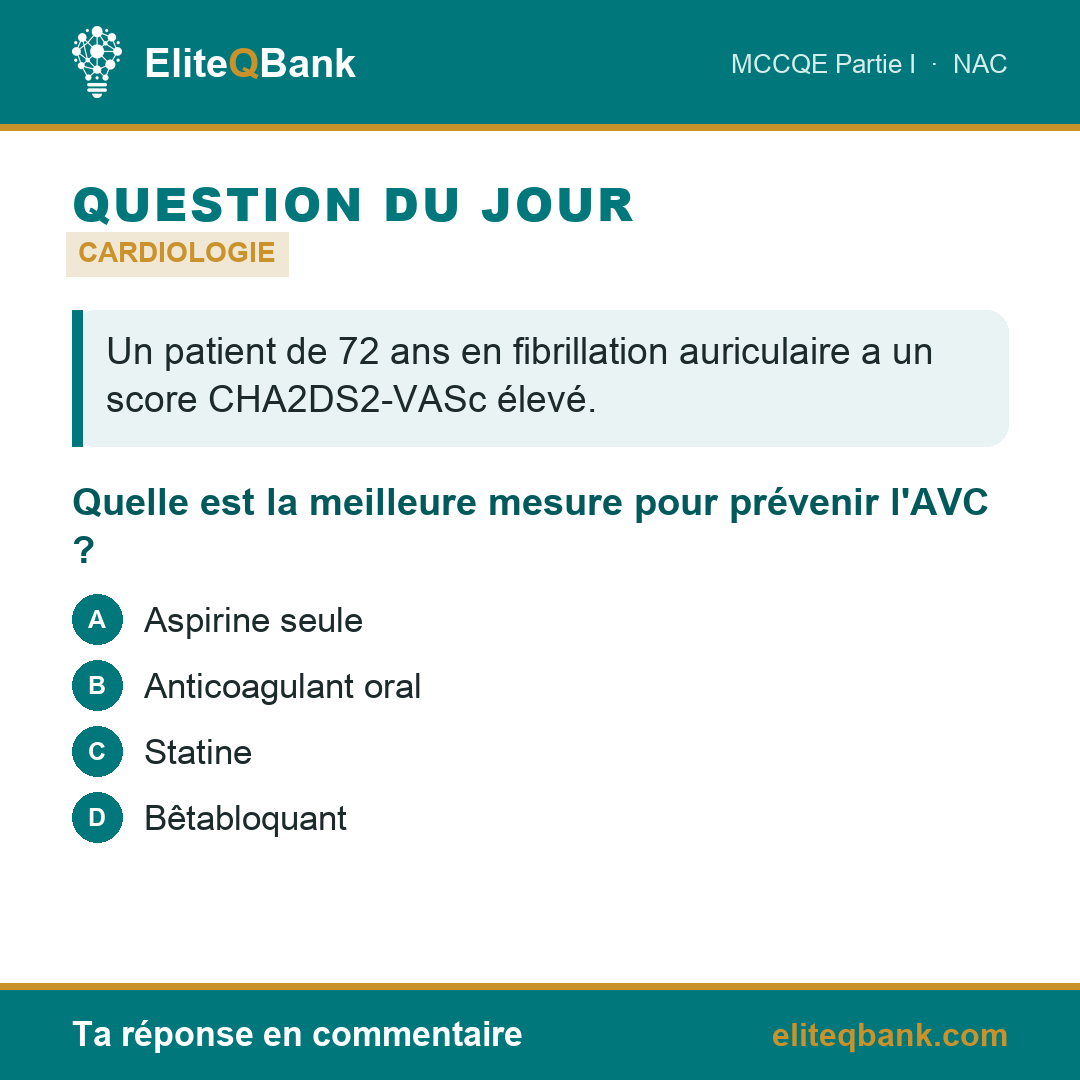 EliteQBank
MCCQE Partie I · NAC
QUESTION DU JOUR
CARDIOLOGIE
Un patient de 72 ans en fibrillation auriculaire a un
score CHA2DS2-VASc élevé.
Quelle est la meilleure mesure pour prévenir l'AVC
?
A Aspirine seule
B Anticoagulant oral
C Statine
D Bêtabloquant
Ta réponse en commentaire
eliteqbank.com